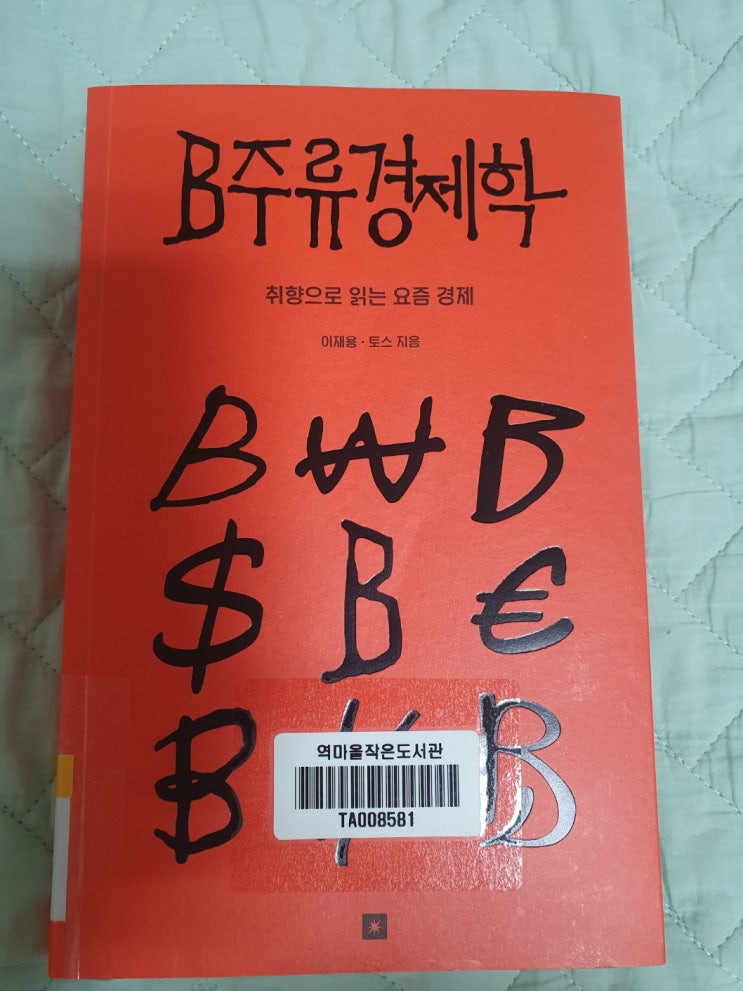 B주류경제학
취향으로 읽는 요즘 경제
이재용·토스 지음
B ₩ B
$ B €
B B
역마을작은도서관
TA008581